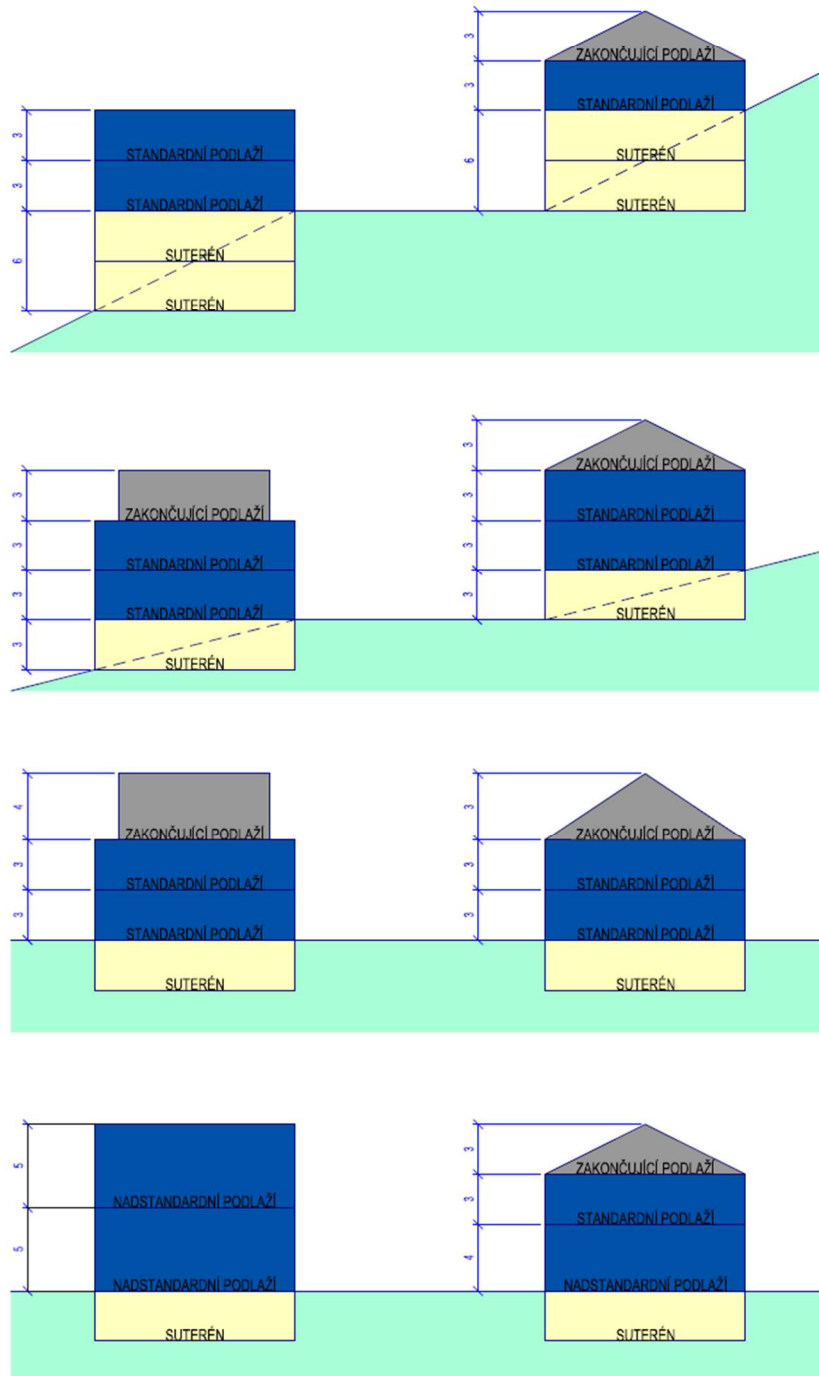 3 ZAKONČUJÍCÍ PODLAŽÍ
3 STANDARDNÍ PODLAŽÍ
6 SUTERÉN
SUTERÉN
3 STANDARDNÍ PODLAŽÍ
3 STANDARDNÍ PODLAŽÍ
6 SUTERÉN
SUTERÉN
3 ZAKONČUJÍCÍ PODLAŽÍ
3 STANDARDNÍ PODLAŽÍ
3 STANDARDNÍ PODLAŽÍ
3 SUTERÉN
3 ZAKONČUJÍCÍ PODLAŽÍ
3 STANDARDNÍ PODLAŽÍ
3 STANDARDNÍ PODLAŽÍ
3 SUTERÉN
4 ZAKONČUJÍCÍ PODLAŽÍ
3 STANDARDNÍ PODLAŽÍ
3 STANDARDNÍ PODLAŽÍ
SUTERÉN
3 ZAKONČUJÍCÍ PODLAŽÍ
3 STANDARDNÍ PODLAŽÍ
3 STANDARDNÍ PODLAŽÍ
SUTERÉN
5 NADSTANDARDNÍ PODLAŽÍ
5 NADSTANDARDNÍ PODLAŽÍ
SUTERÉN
3 ZAKONČUJÍCÍ PODLAŽÍ
3 STANDARDNÍ PODLAŽÍ
4 NADSTANDARDNÍ PODLAŽÍ
SUTERÉN